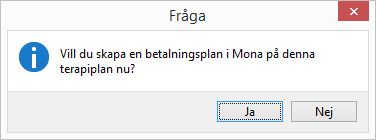 Fråga
Vill du skapa en betalningsplan i Mona på denna
terapiplan nu?
Ja
Nej